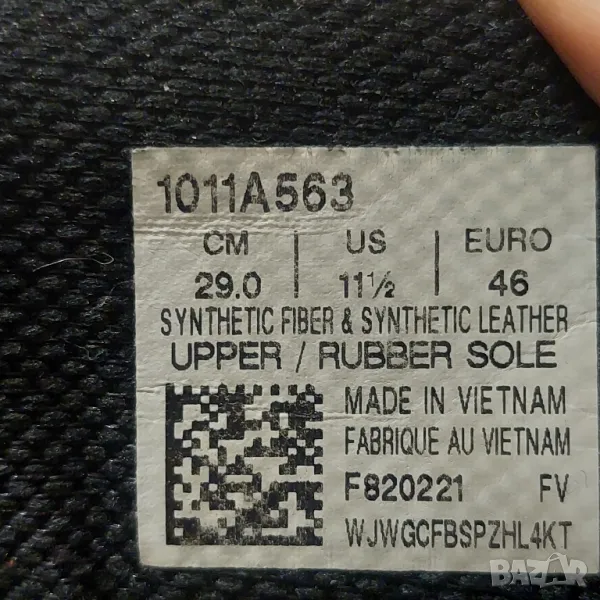 1011A563
CM | US | EURO
29.0 | 11½ | 46
SYNTHETIC FIBER & SYNTHETIC LEATHER
UPPER / RUBBER SOLE
MADE IN VIETNAM
FABRIQUE AU VIETNAM
F820221 FV
WJWGCFBSPZHL4KT
BAZAR